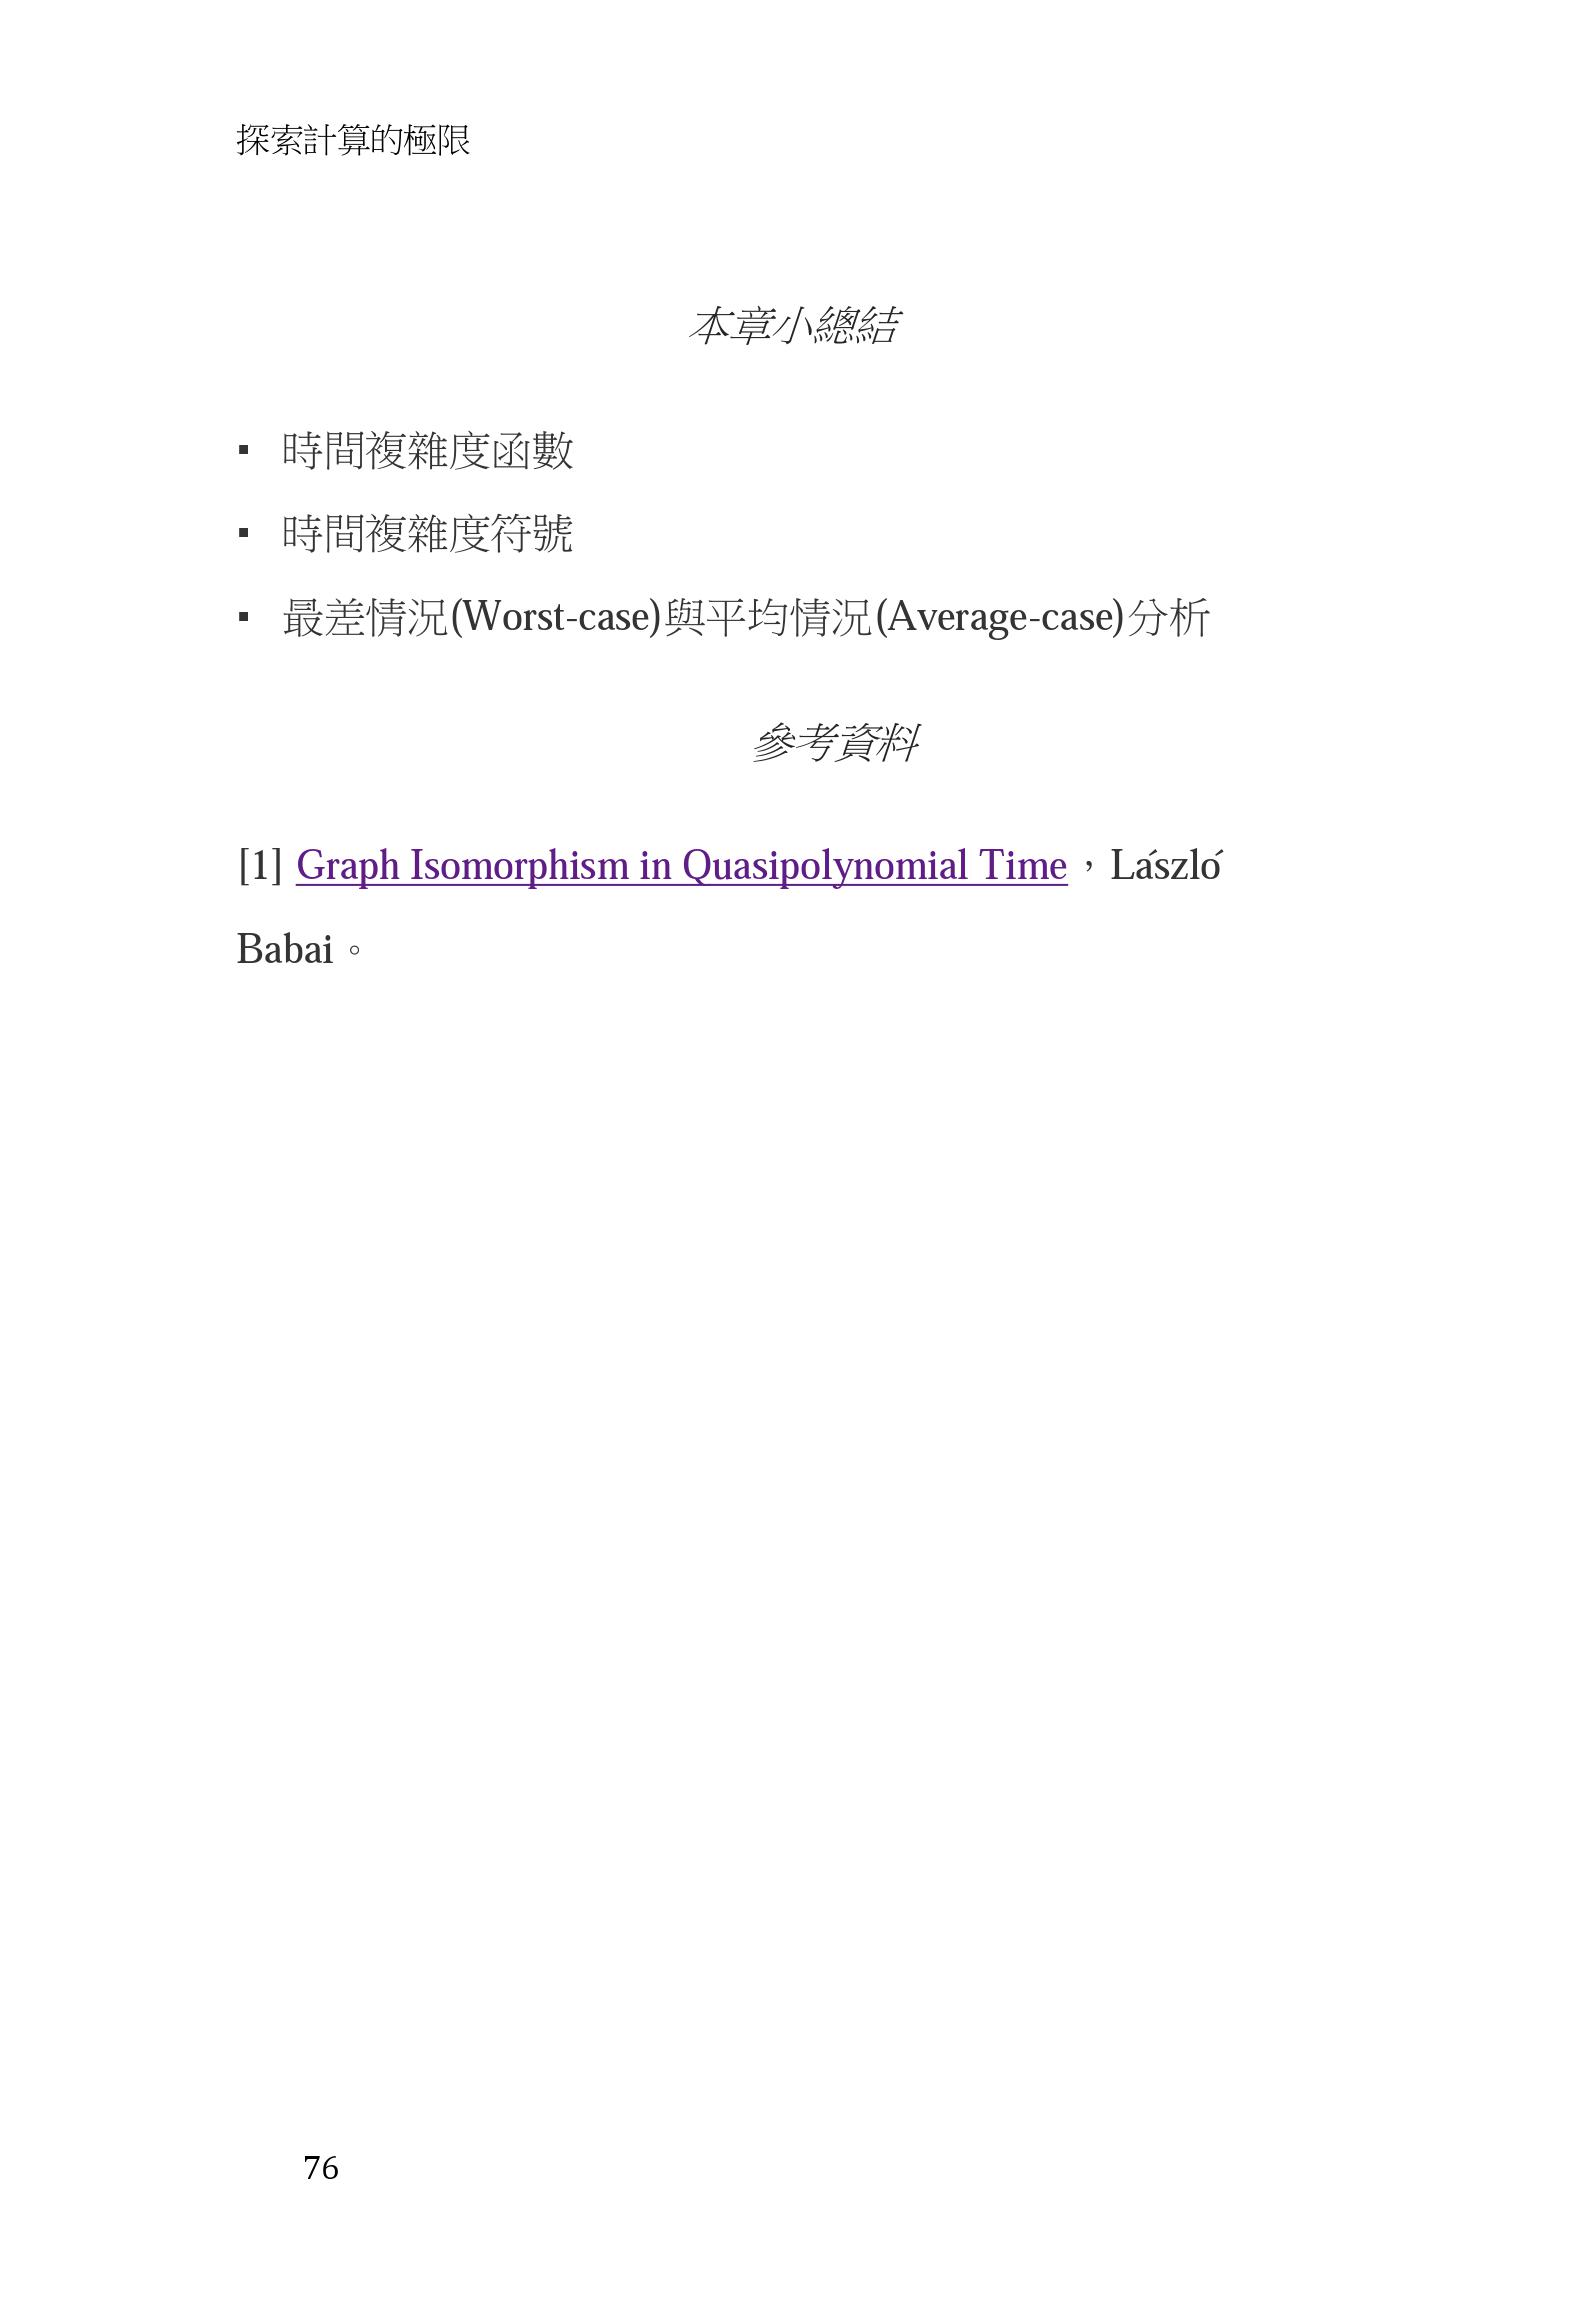 探索計算的極限
本章小總結
▪ 時間複雜度函數
▪ 時間複雜度符號
▪ 最差情況(Worst-case)與平均情況(Average-case)分析
參考資料
[1] Graph Isomorphism in Quasipolynomial Time，László
Babai。
76